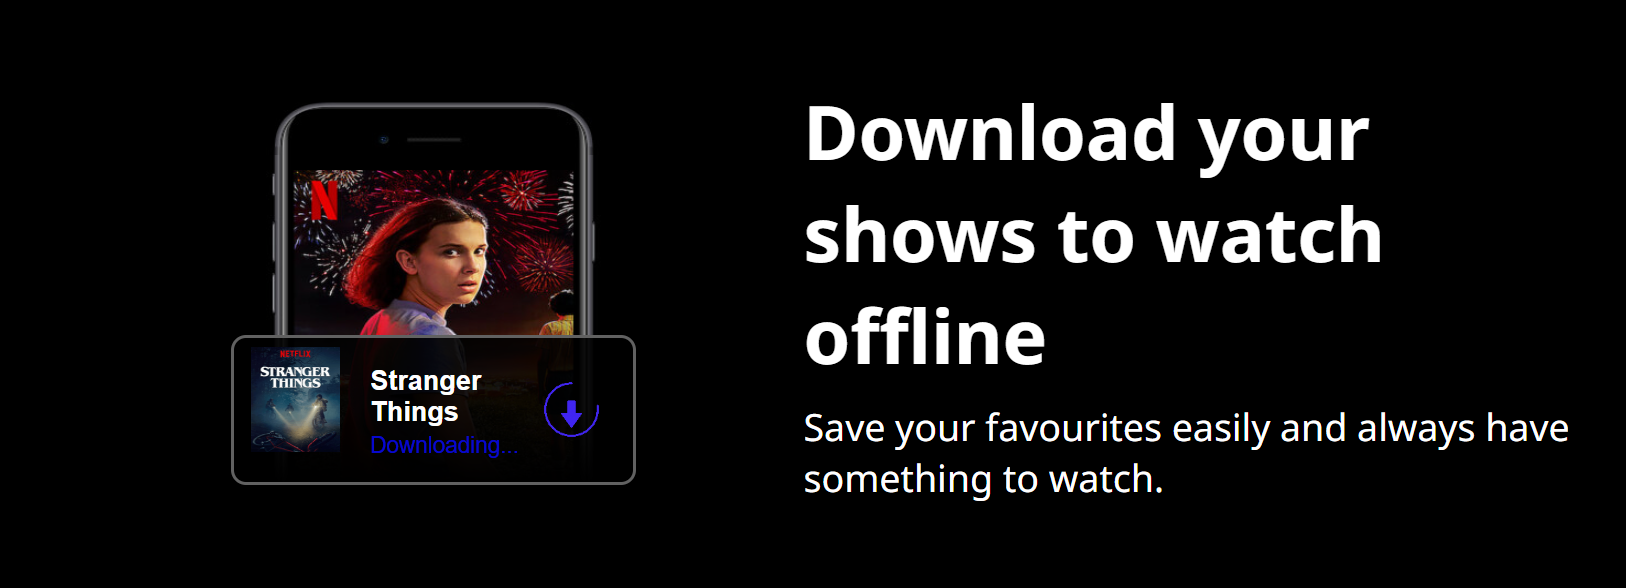 N
NETFLIX
STRANGER
THINGS
Stranger
Things
Downloading...
Download your
shows to watch
offline
Save your favourites easily and always have
something to watch.